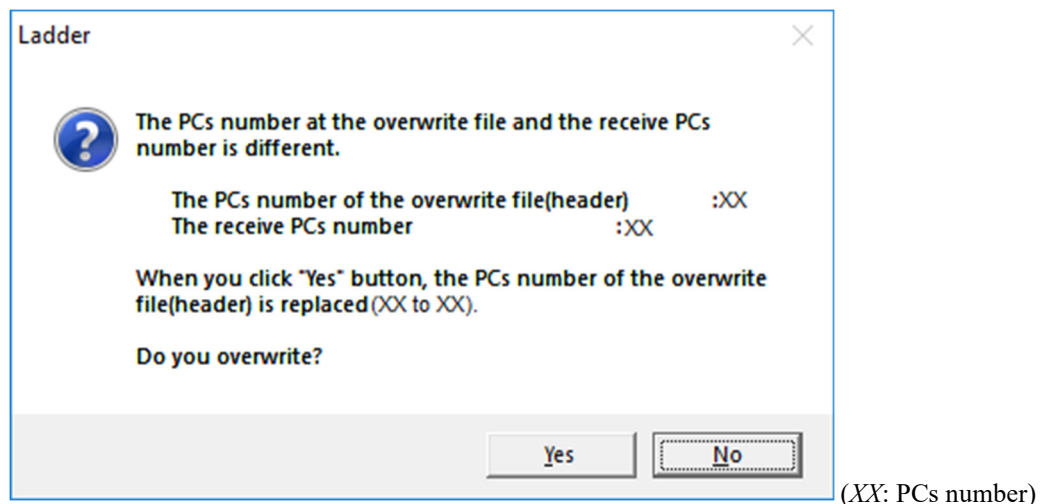 Ladder
The PCs number at the overwrite file and the receive PCs
number is different.
The PCs number of the overwrite file(header) :XX
The receive PCs number :XX
When you click "Yes" button, the PCs number of the overwrite
file(header) is replaced(XX to XX).
Do you overwrite?
Yes No
(XX: PCs number)